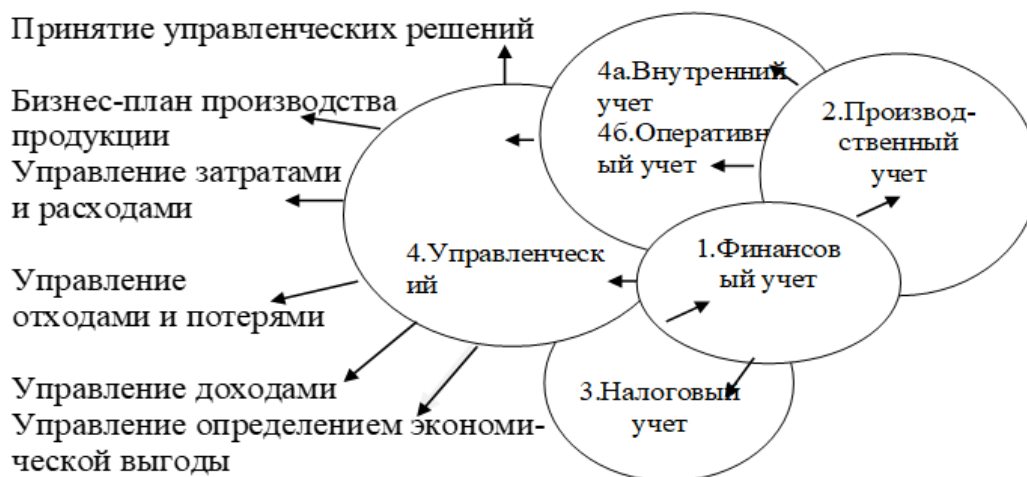 Принятие управленческих решений
Бизнес-план производства
продукции
Управление затратами
и расходами
Управление
отходами и потерями
Управление доходами
Управление определением экономи-
ческой выгоды
4.Управленческ
ий
4а.Внутренний
учет
4б.Оперативн
ый учет
2.Производ-
ственный
учет
1.Финансов
ый учет
3.Налоговый
учет